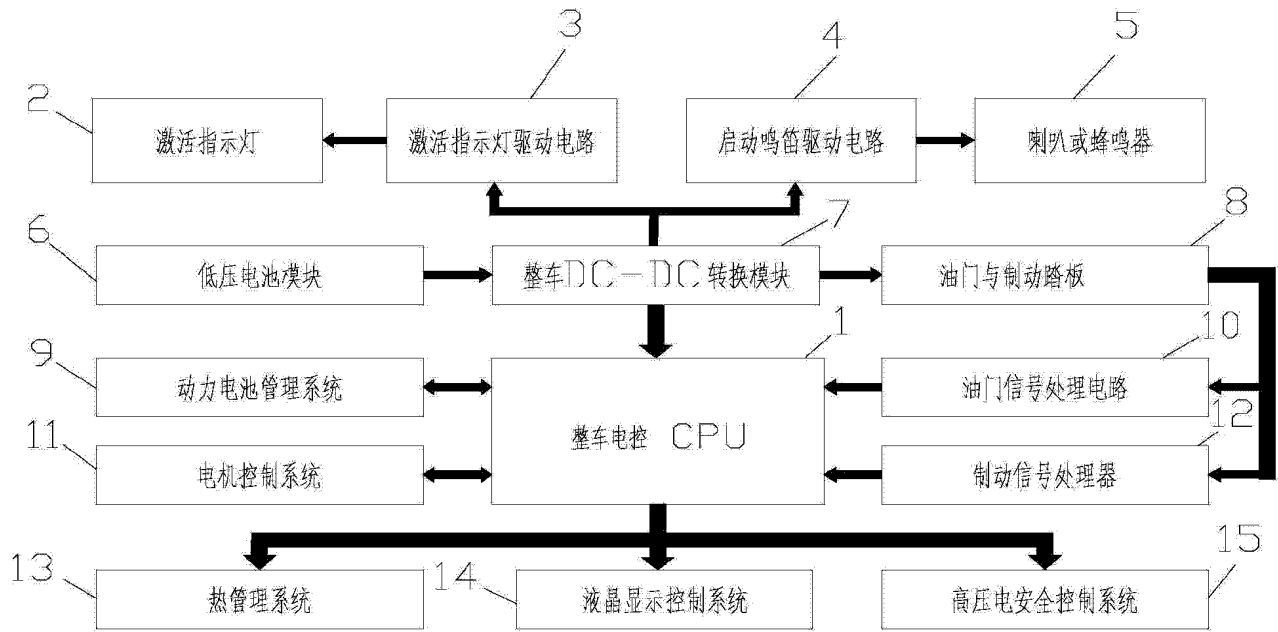 3
4
5
2
激活指示灯
激活指示灯驱动电路
启动鸣笛驱动电路
喇叭或蜂鸣器
6
7
8
低压电池模块
整车DC-DC转换模块
油门与制动踏板
9
1
10
动力电池管理系统
油门信号处理电路
整车电控 CPU
11
12
电机控制系统
制动信号处理器
13
14
15
热管理系统
液晶显示控制系统
高压电安全控制系统